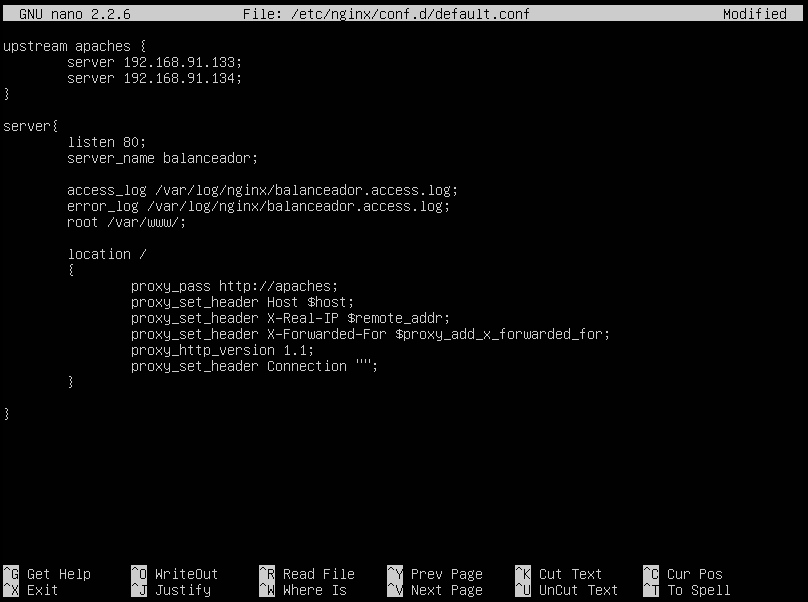 GNU nano 2.2.6 File: /etc/nginx/conf.d/default.conf Modified
upstream apaches {
server 192.168.91.133;
server 192.168.91.134;
}
server{
listen 80;
server_name balanceador;
access_log /var/log/nginx/balanceador.access.log;
error_log /var/log/nginx/balanceador.access.log;
root /var/www/;
location /
{
proxy_pass http://apaches;
proxy_set_header Host $host;
proxy_set_header X-Real-IP $remote_addr;
proxy_set_header X-Forwarded-For $proxy_add_x_forwarded_for;
proxy_http_version 1.1;
proxy_set_header Connection "";
}
}
^G Get Help ^O WriteOut ^R Read File ^Y Prev Page ^K Cut Text ^C Cur Pos
^X Exit ^J Justify ^W Where Is ^V Next Page ^U UnCut Text ^T To Spell